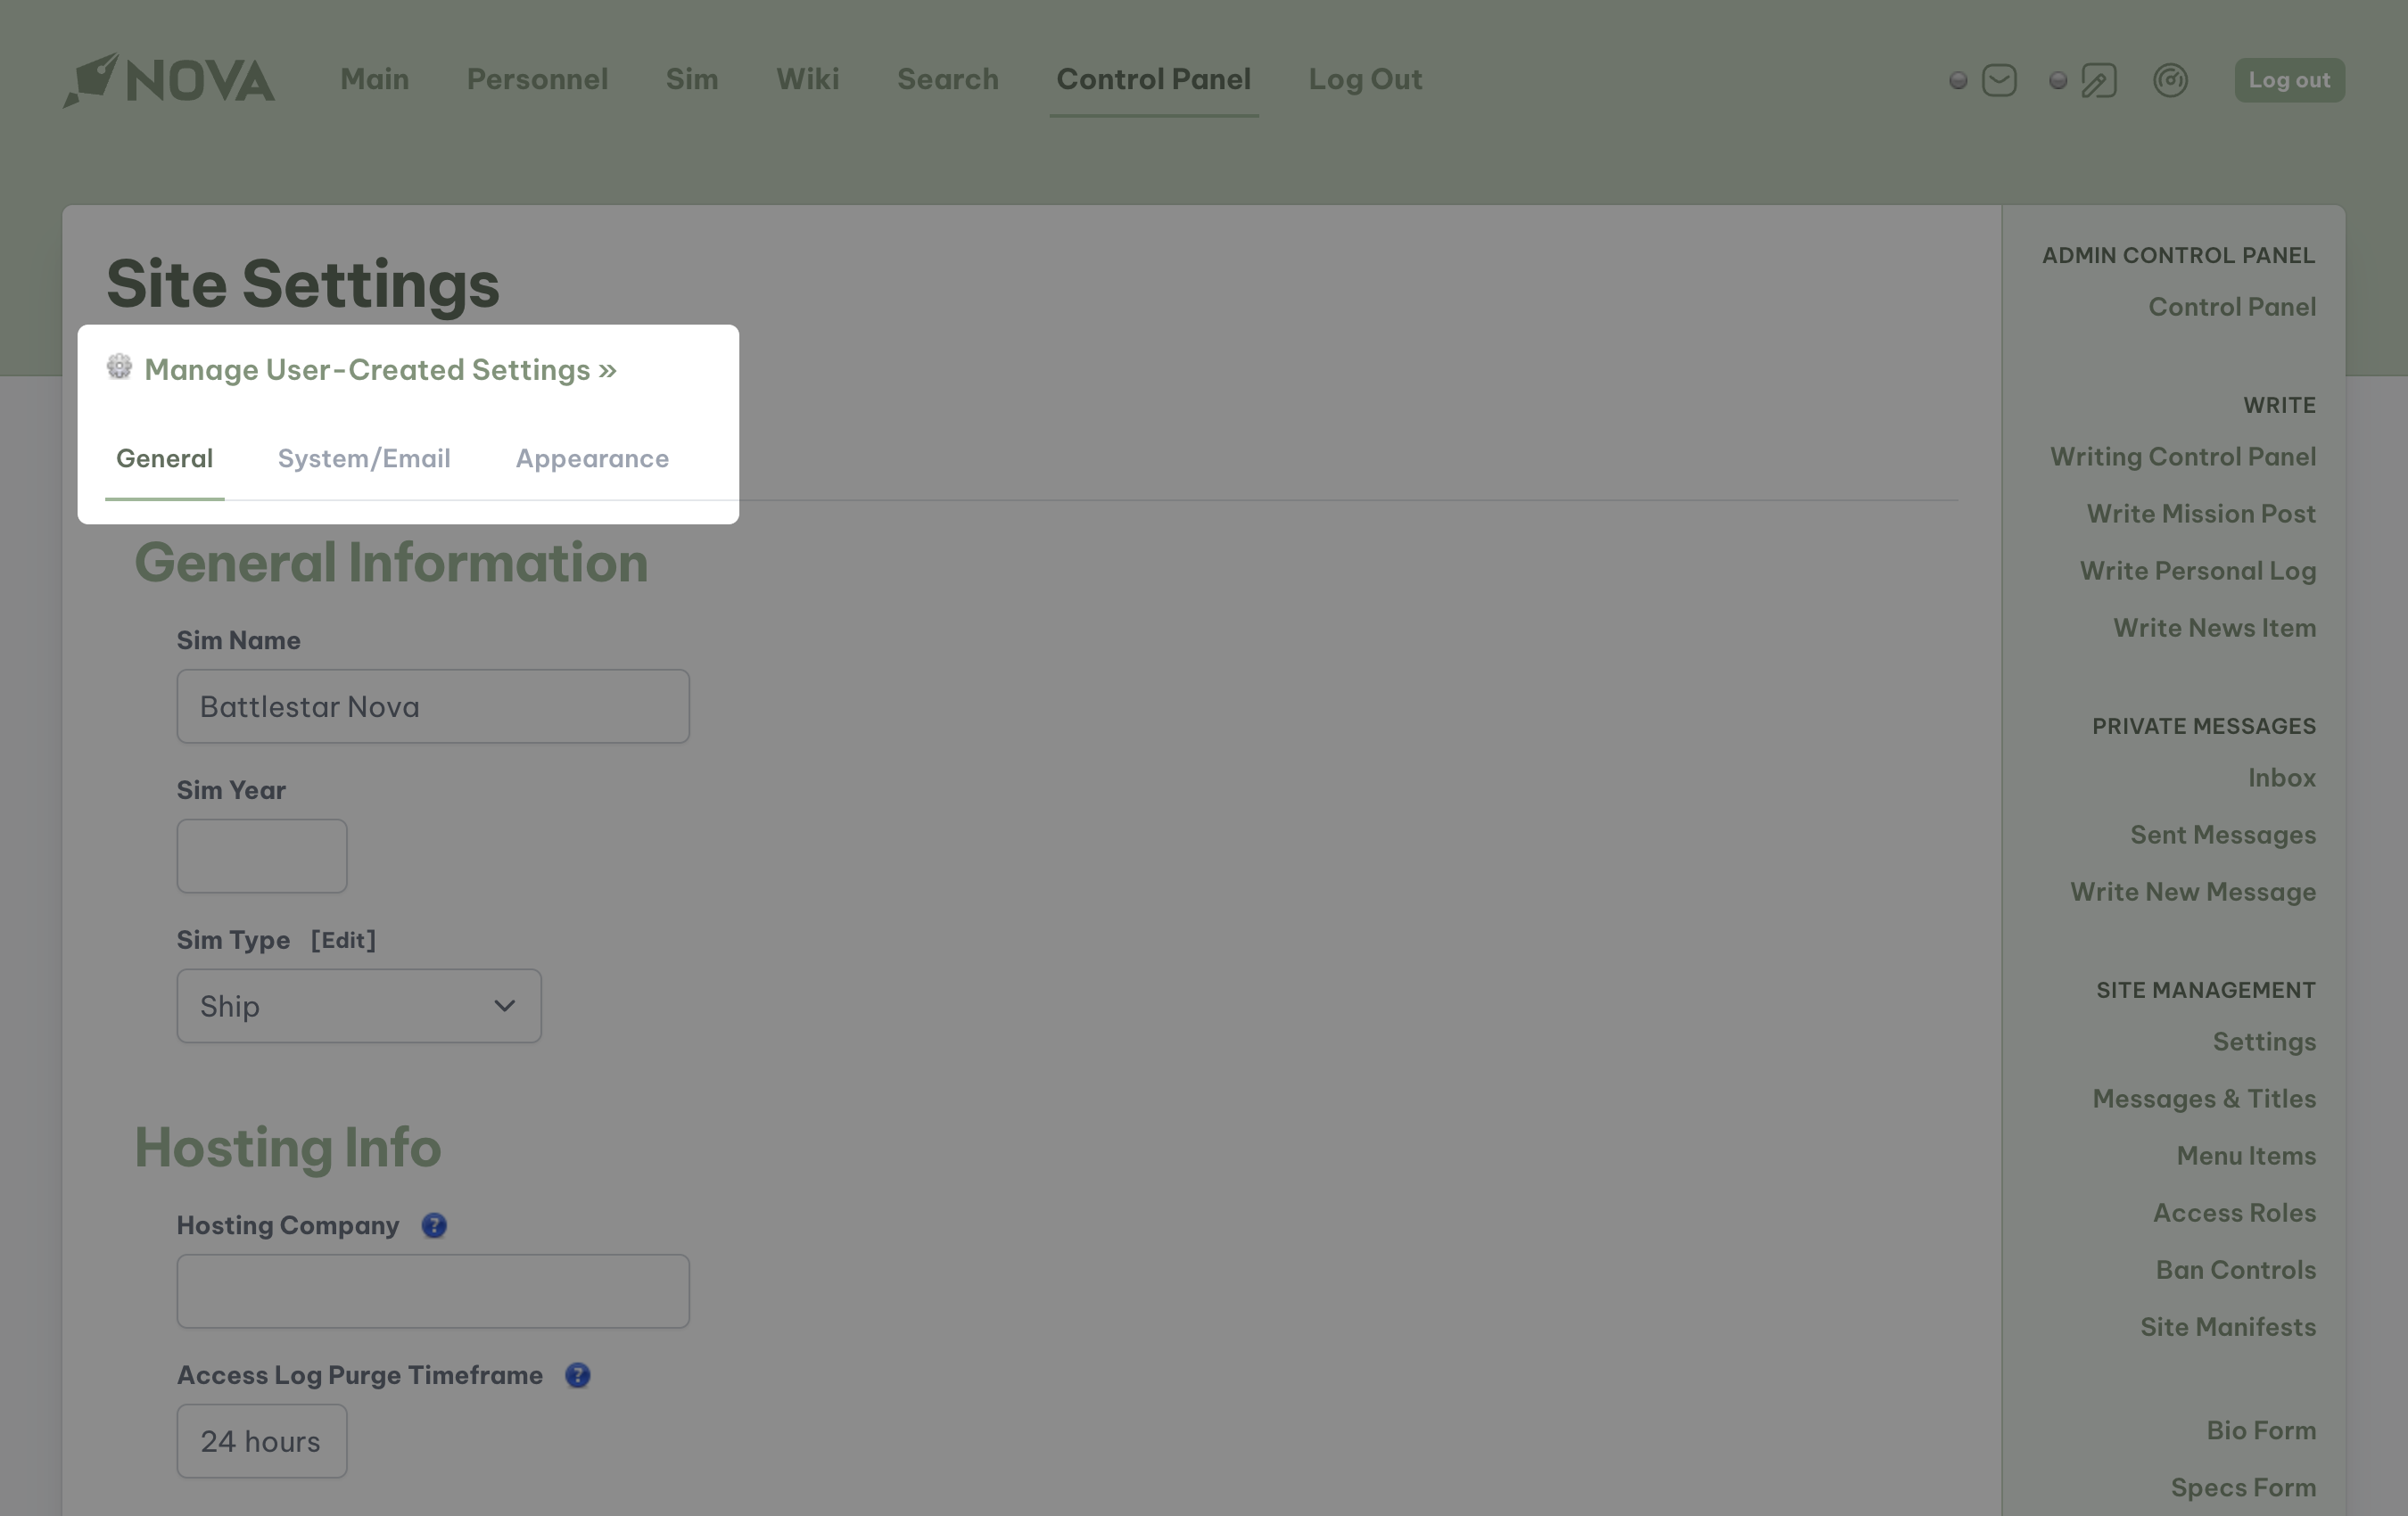 NOVA
Main
Personnel
Sim
Wiki
Search
Control Panel
Log Out
Log out
Site Settings
Manage User-Created Settings »
General
System/Email
Appearance
General Information
Sim Name
Battlestar Nova
Sim Year
Sim Type [Edit]
Ship
Hosting Info
Hosting Company ?
Access Log Purge Timeframe ?
24 hours
ADMIN CONTROL PANEL
Control Panel
WRITE
Writing Control Panel
Write Mission Post
Write Personal Log
Write News Item
PRIVATE MESSAGES
Inbox
Sent Messages
Write New Message
SITE MANAGEMENT
Settings
Messages & Titles
Menu Items
Access Roles
Ban Controls
Site Manifests
Bio Form
Specs Form